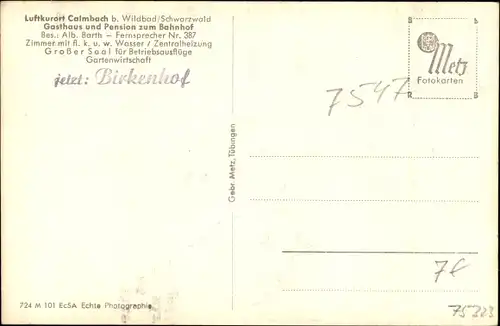 Luftkurort Calmbach b. Wildbad/Schwarzwald
Gasthaus und Pension zum Bahnhof
Bes.: Alb. Barth – Fernsprecher Nr. 387
Zimmer mit fl. k. u. w. Wasser / Zentralheizung
Großer Saal für Betriebsausflüge
Gartenwirtschaft
jetzt: Birkenhof
Metz
Fotokarten
7547
Gebr. Metz, Tübingen
7f
724 M 101 EcSA Echte Photographie
75323